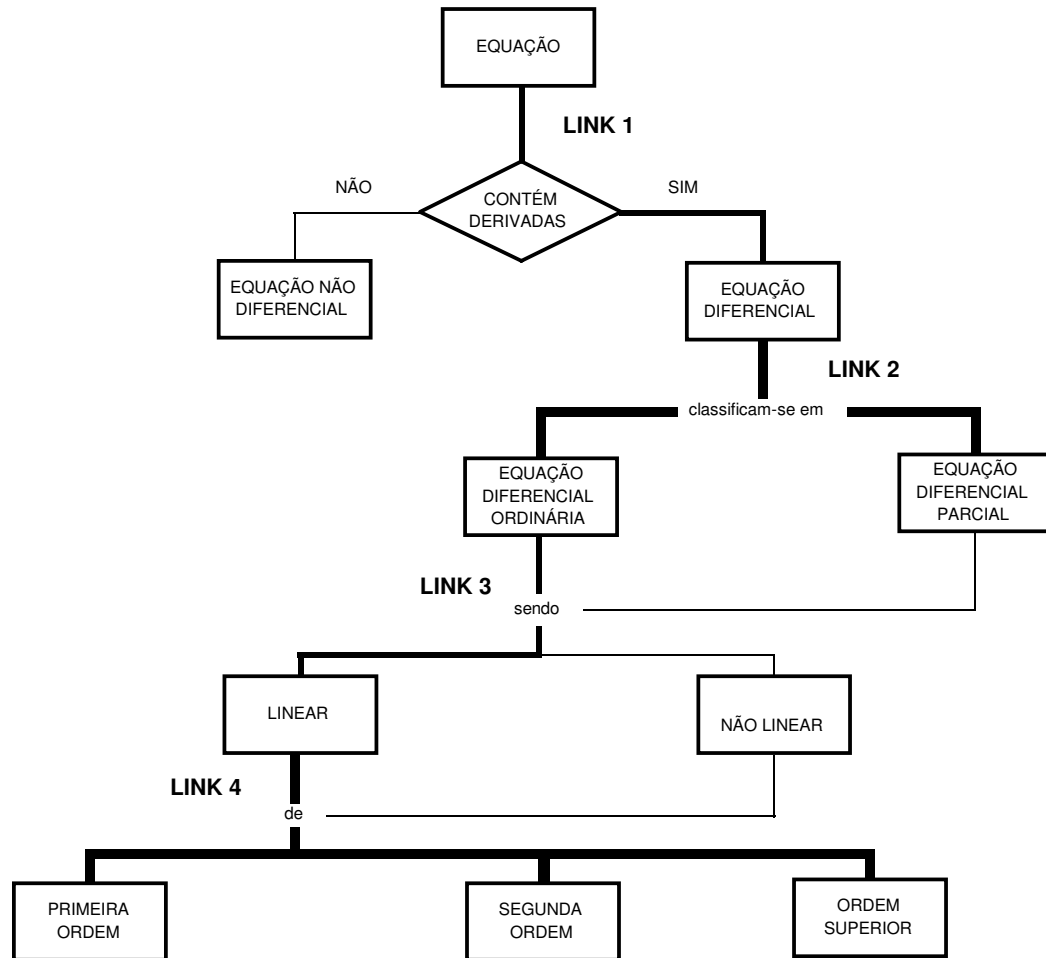 EQUAÇÃO
LINK 1
NÃO
SIM
CONTÉM
DERIVADAS
EQUAÇÃO NÃO
DIFERENCIAL
EQUAÇÃO
DIFERENCIAL
LINK 2
classificam-se em
EQUAÇÃO
DIFERENCIAL
ORDINÁRIA
EQUAÇÃO
DIFERENCIAL
PARCIAL
LINK 3
sendo
LINEAR
NÃO LINEAR
LINK 4
de
PRIMEIRA
ORDEM
SEGUNDA
ORDEM
ORDEM
SUPERIOR